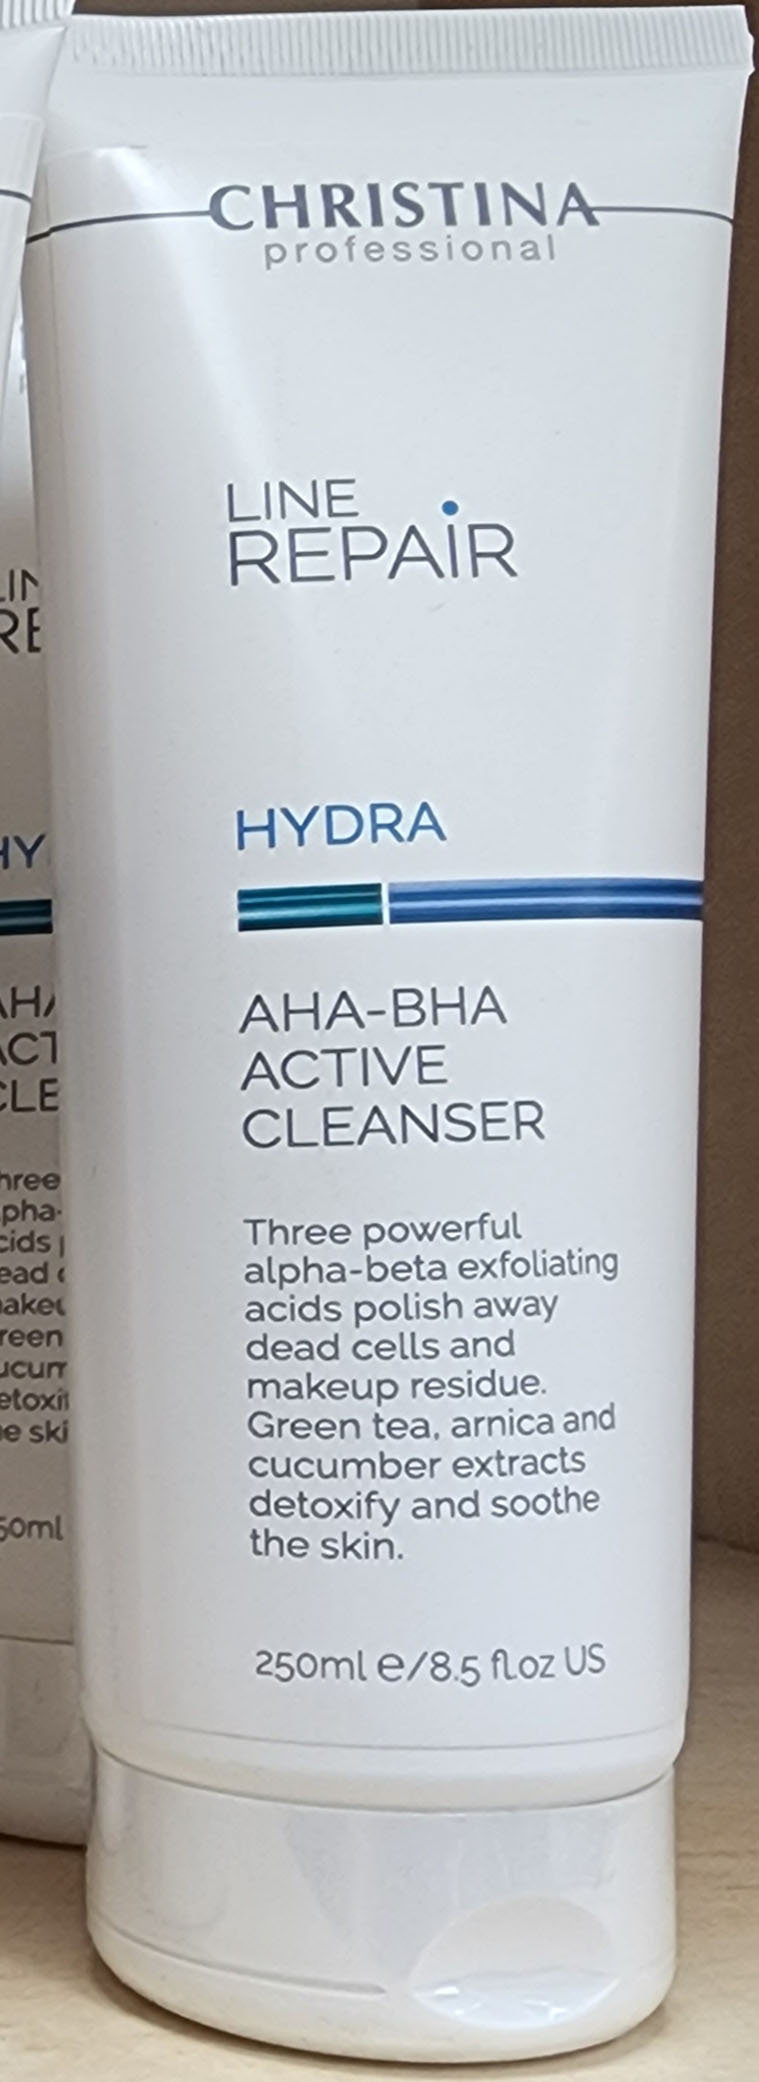 CHRISTINA
professional
LINE
REPAiR
HYDRA
AHA-BHA
ACTIVE
CLEANSER
Three powerful
alpha-beta exfoliating
acids polish away
dead cells and
makeup residue.
Green tea, arnica and
cucumber extracts
detoxify and soothe
the skin.
250ml e/8.5 fl.oz US